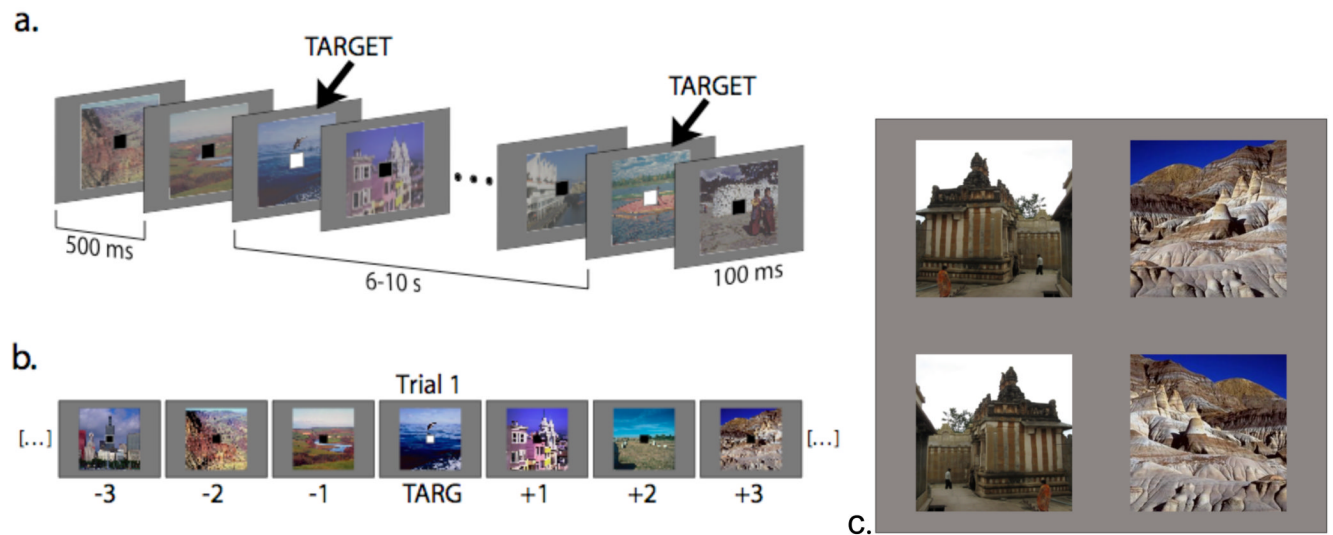 a.
TARGET
TARGET
500 ms
6-10 s
100 ms
b.
Trial 1
[...]
[...]
-3
-2
-1
TARG
+1
+2
+3
c.